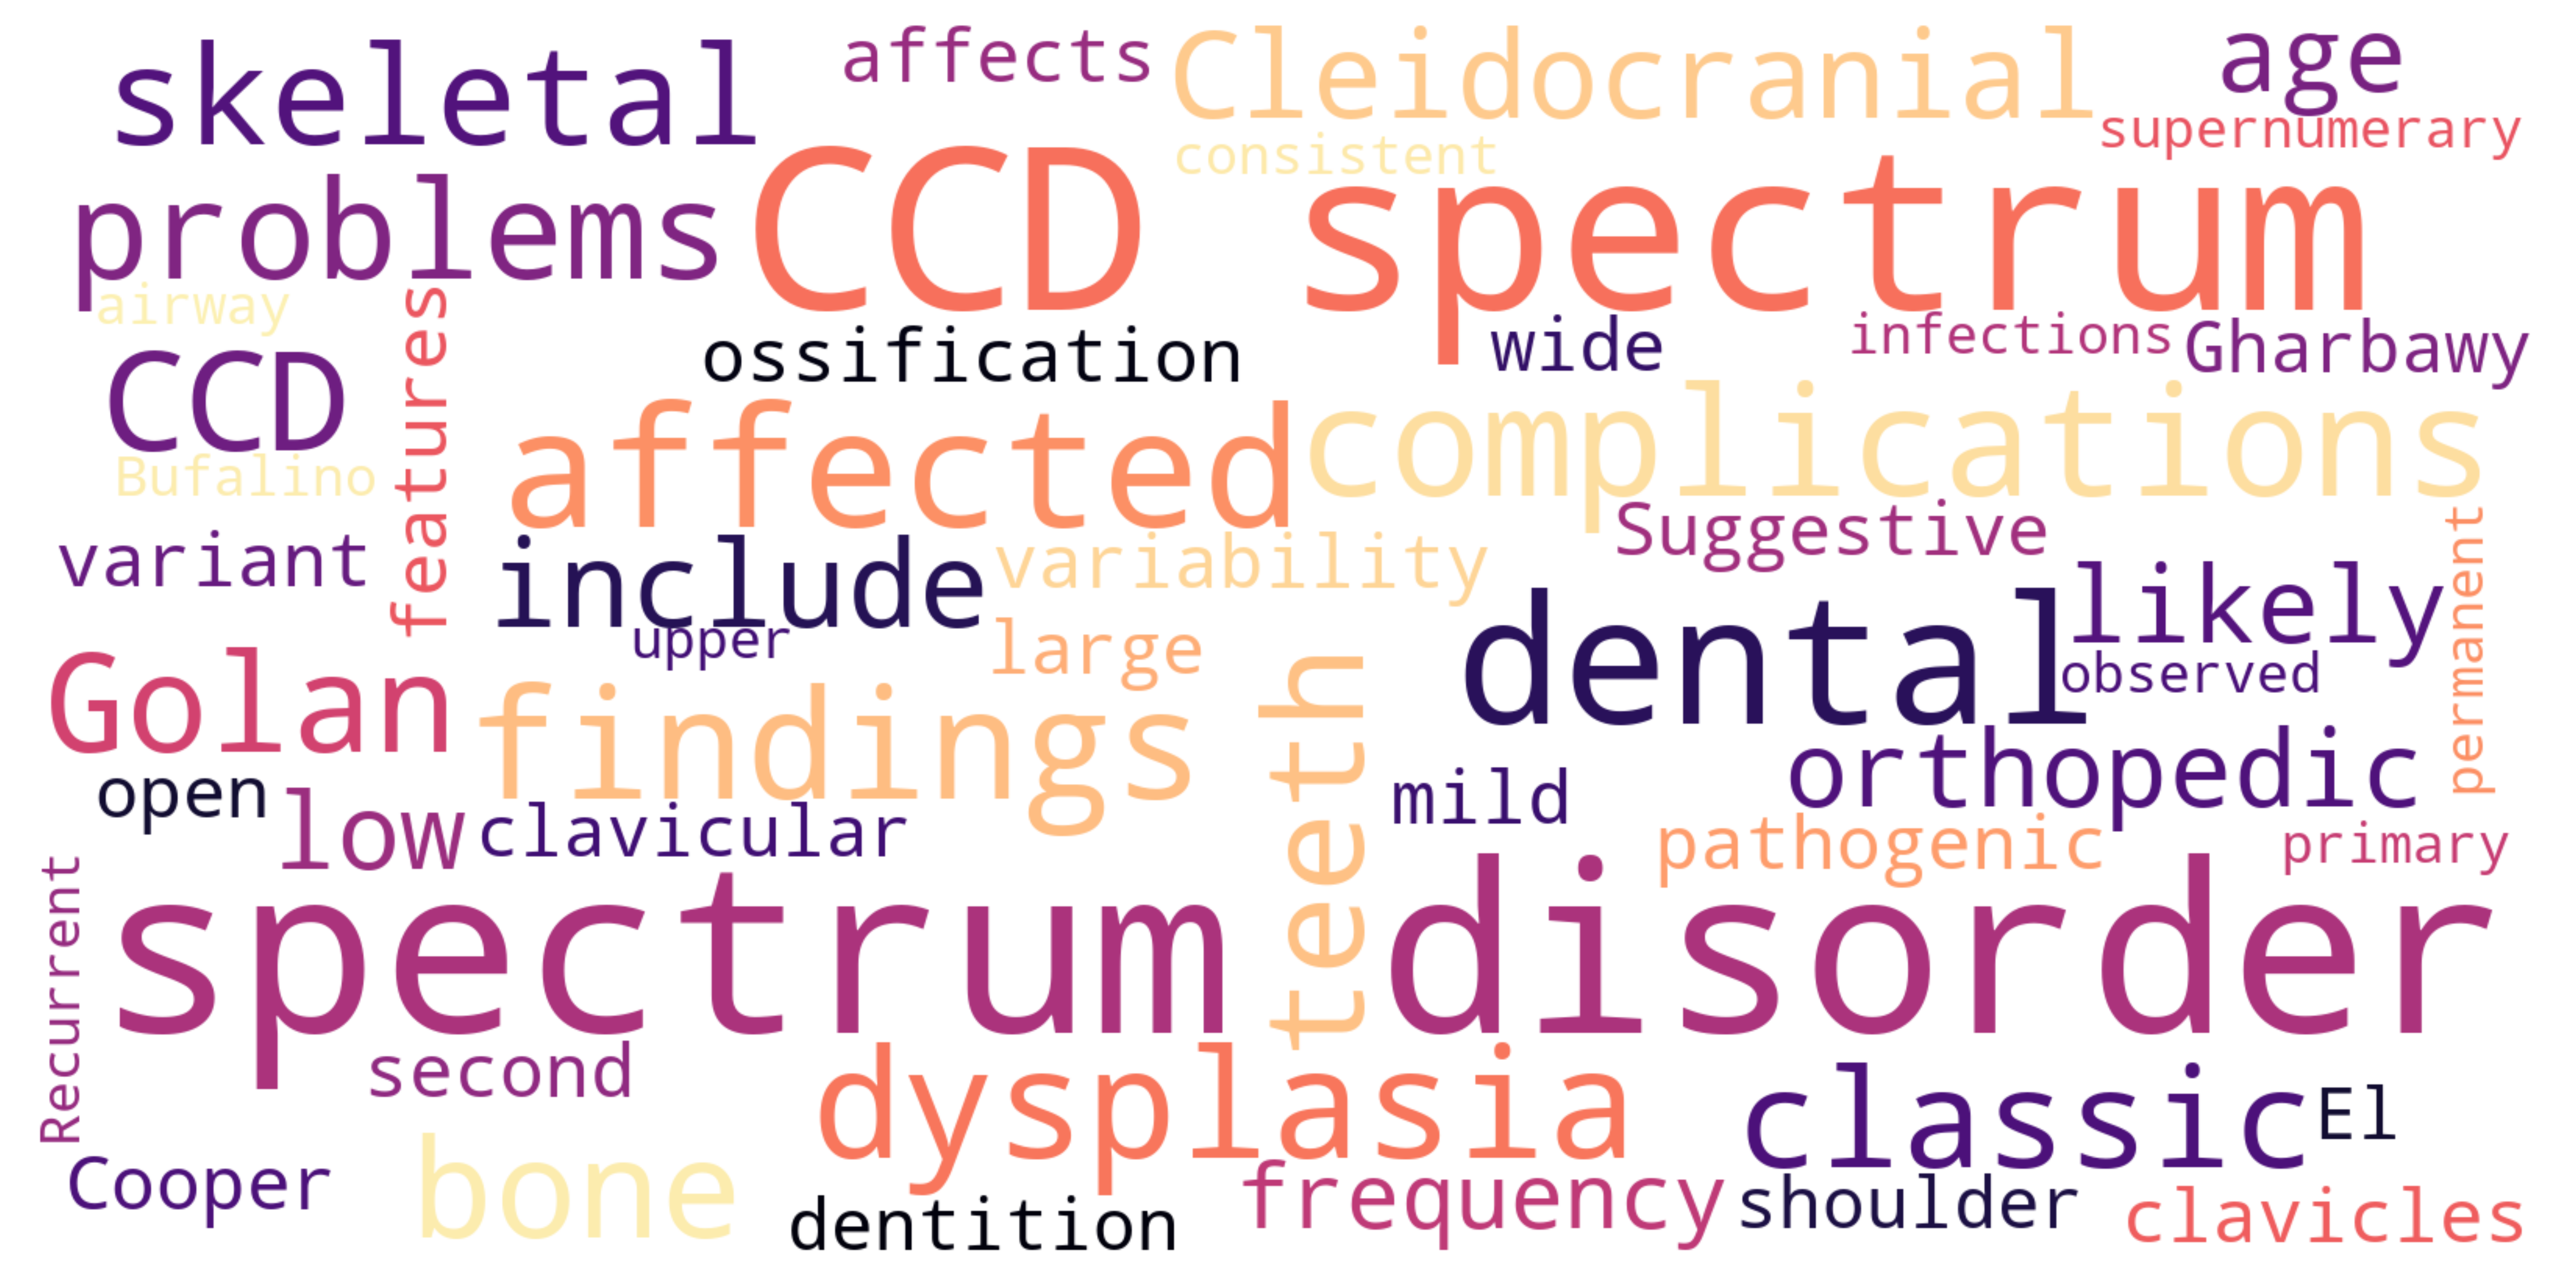 skeletal
affects
Cleidocranial
age
supernumerary
consistent
problems
CCD spectrum
airway
features
ossification
wide
infections
Gharbawy
CCD
affected
complications
Bufalino
Suggestive
variant
include
variability
permanent
likely
upper
large
dental
observed
Golan
findings
teeth
orthopedic
open
low
clavicular
mild
pathogenic
primary
Recurrent
spectrum disorder
second
dysplasia
classic
El
Cooper
bone
dentition
frequency
shoulder
clavicles